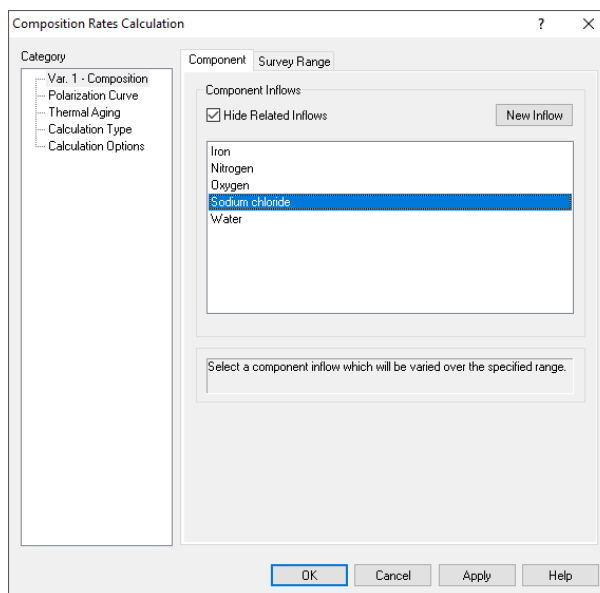 Composition Rates Calculation
?
Category
Var. 1 - Composition
Polarization Curve
Thermal Aging
Calculation Type
Calculation Options
Component
Survey Range
Component Inflows
Hide Related Inflows
New Inflow
Iron
Nitrogen
Oxygen
Sodium chloride
Water
Select a component inflow which will be varied over the specified range.
OK
Cancel
Apply
Help